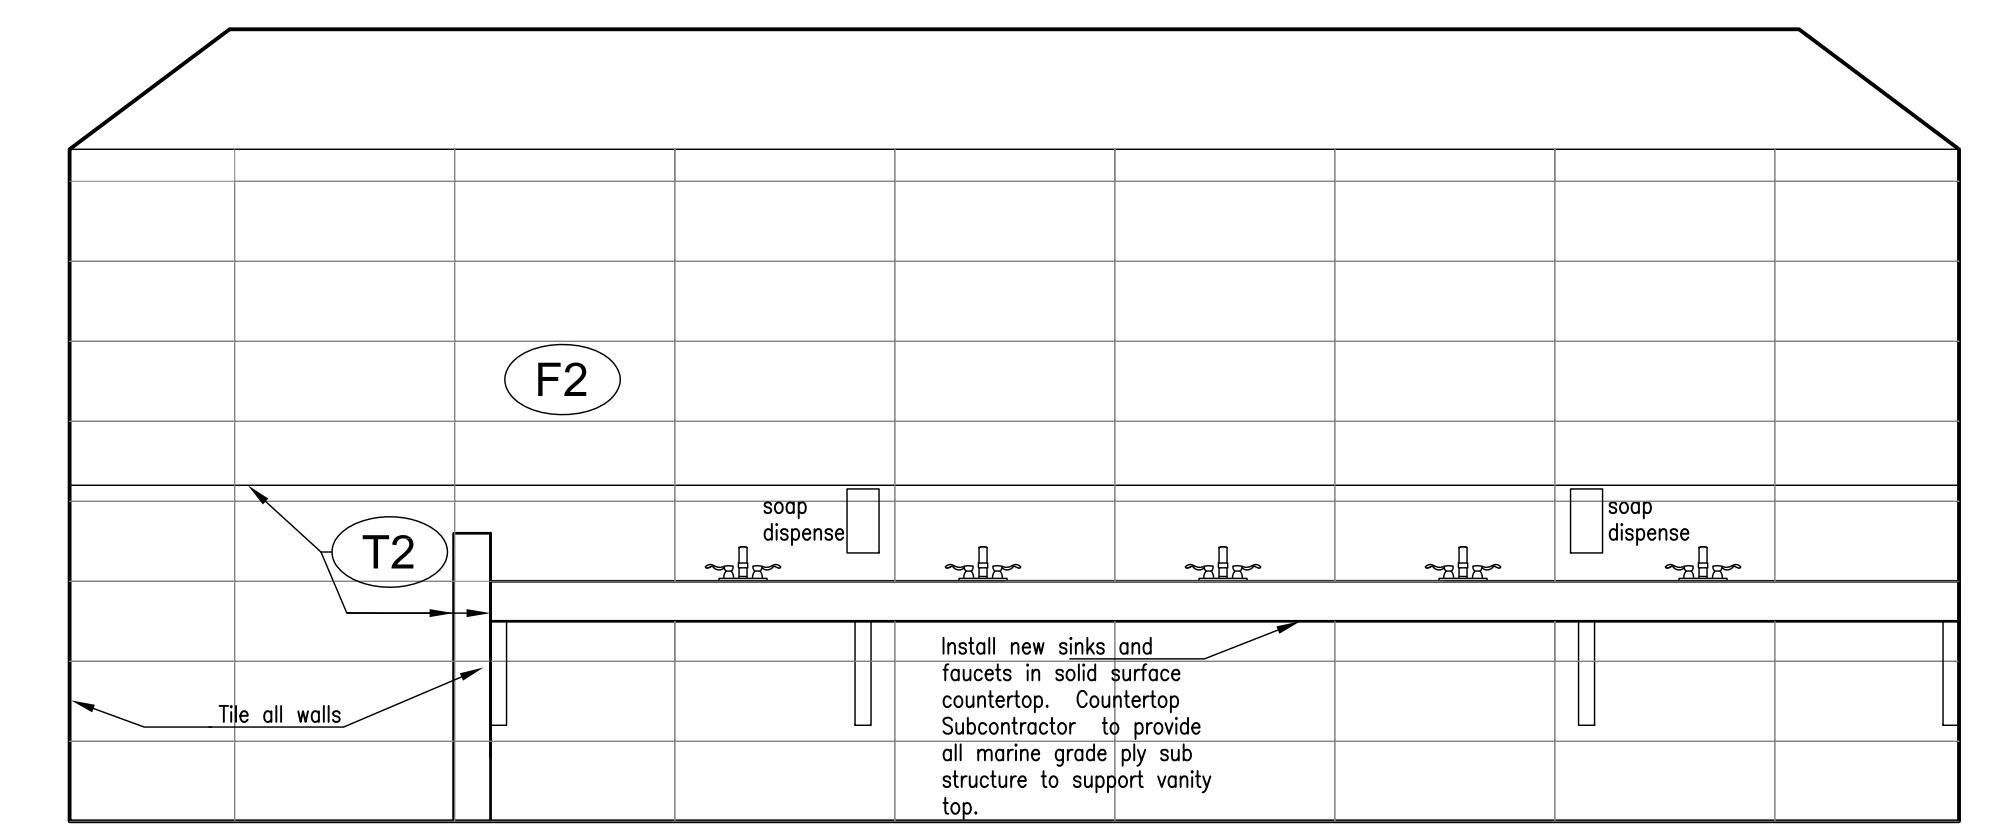 F2
soap
dispense
soap
dispense
T2
Install new sinks and
faucets in solid surface
countertop. Countertop
Subcontractor to provide
all marine grade ply sub
structure to support vanity
top.
Tile all walls